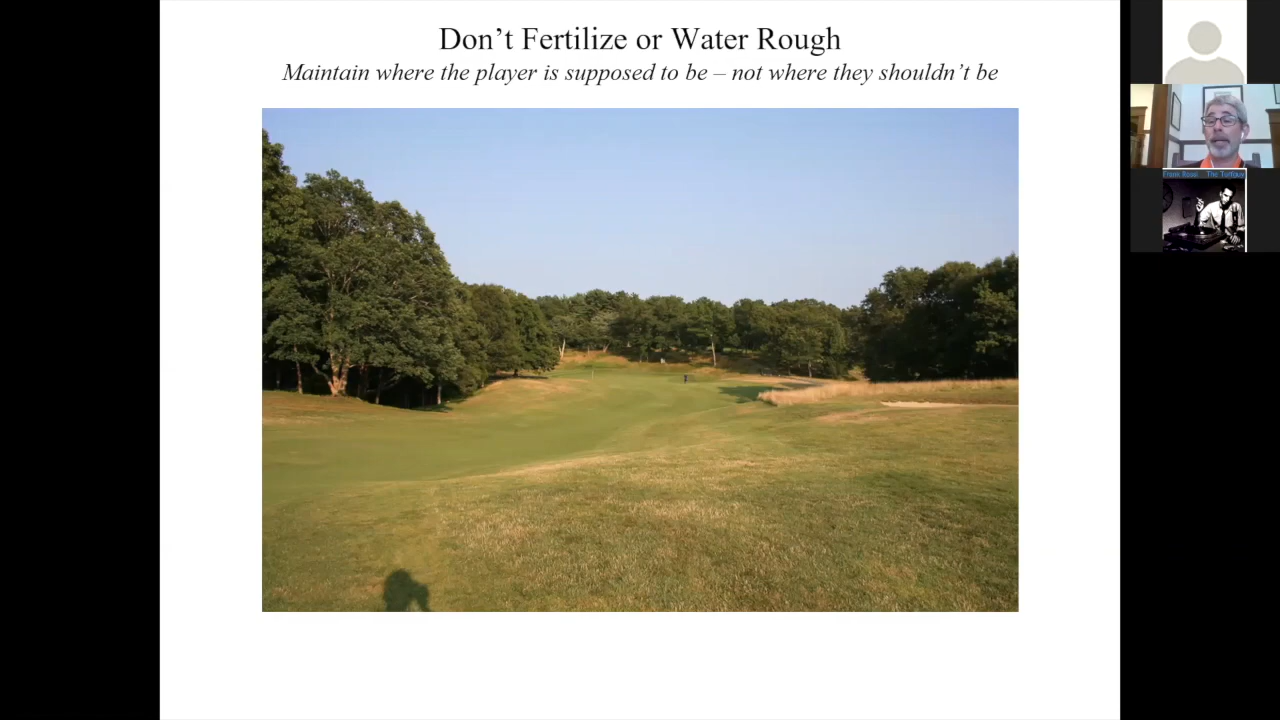 Don’t Fertilize or Water Rough
Maintain where the player is supposed to be – not where they shouldn’t be